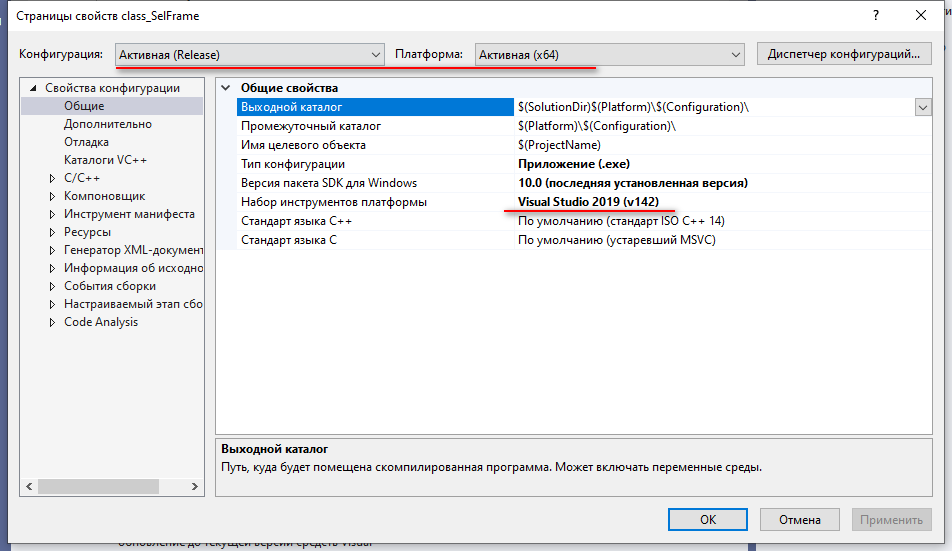 Страницы свойств class_SelFrame
Конфигурация: Активная (Release) Платформа: Активная (x64) Диспетчер конфигураций...
Свойства конфигурации
Общие
Дополнительно
Отладка
Каталоги VC++
C/C++
Компоновщик
Инструмент манифеста
Ресурсы
Генератор XML-документ
Информация об исходно
События сборки
Настраиваемый этап сбо
Code Analysis
Общие свойства
Выходной каталог $(SolutionDir)$(Platform)\$(Configuration)\
Промежуточный каталог $(Platform)\$(Configuration)\
Имя целевого объекта $(ProjectName)
Тип конфигурации Приложение (.exe)
Версия пакета SDK для Windows 10.0 (последняя установленная версия)
Набор инструментов платформы Visual Studio 2019 (v142)
Стандарт языка C++ По умолчанию (стандарт ISO C++ 14)
Стандарт языка C По умолчанию (устаревший MSVC)
Выходной каталог
Путь, куда будет помещена скомпилированная программа. Может включать переменные среды.
ОК Отмена Применить